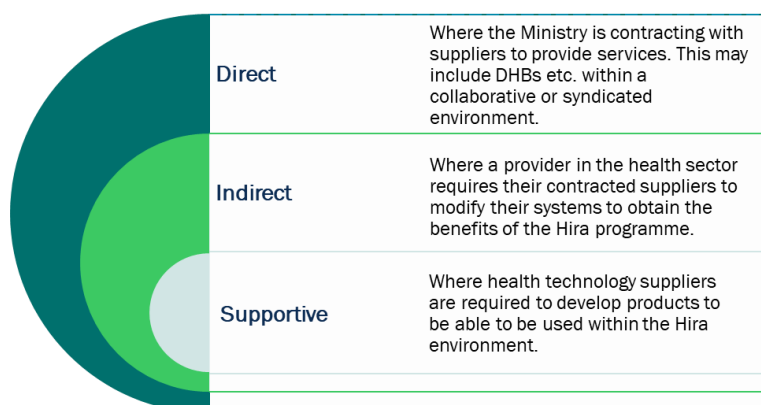 Direct
Where the Ministry is contracting with
suppliers to provide services. This may
include DHBs etc. within a
collaborative or syndicated
environment.
Indirect
Where a provider in the health sector
requires their contracted suppliers to
modify their systems to obtain the
benefits of the Hira programme.
Supportive
Where health technology suppliers
are required to develop products to
be able to be used within the Hira
environment.